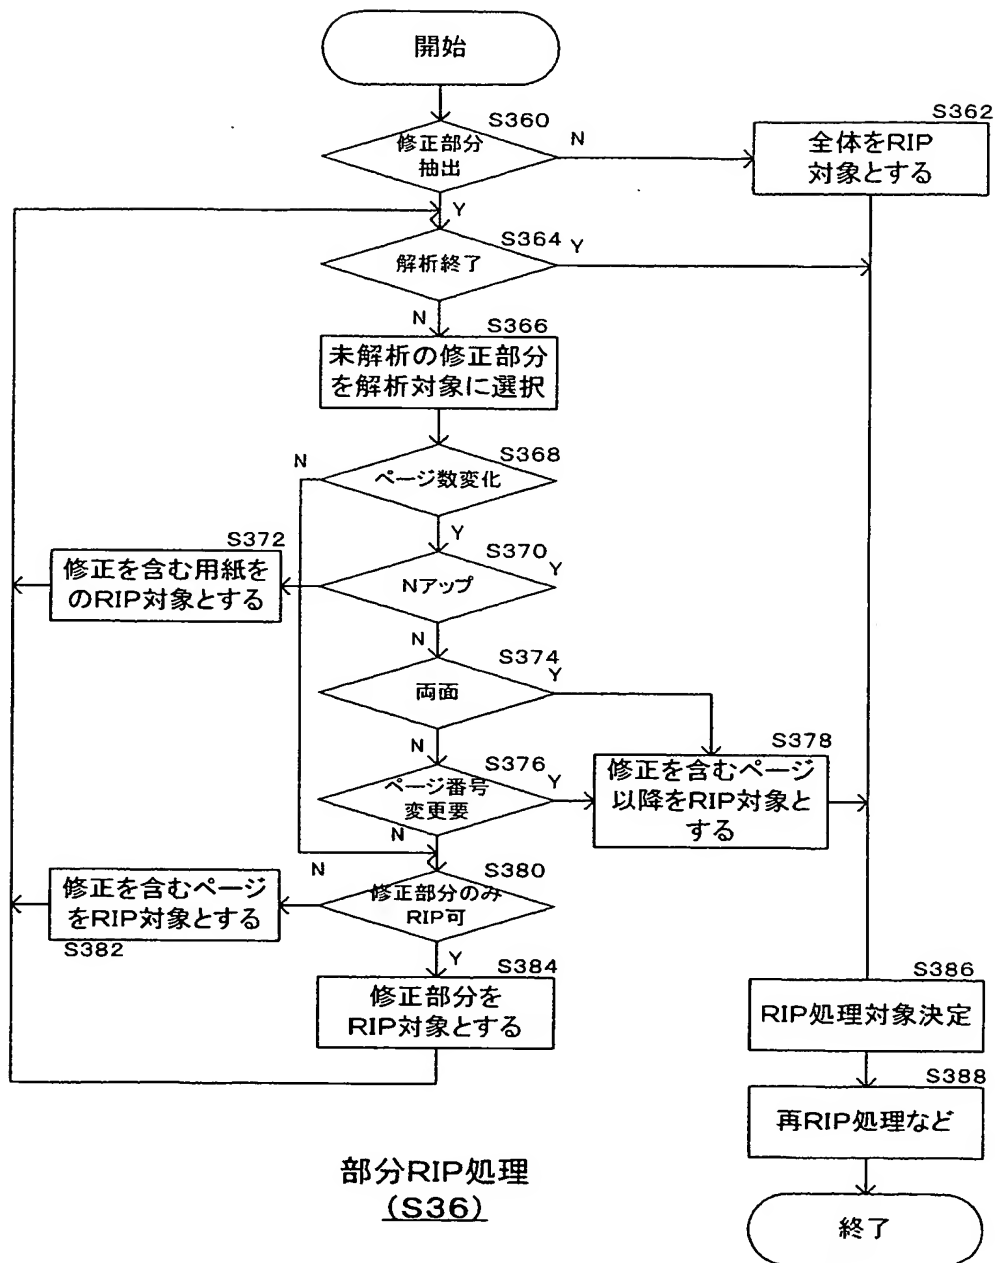 開始
S360
修正部分
抽出
N
S362
全体をRIP
対象とする
Y
S364
Y
解析終了
N
S366
未解析の修正部分
を解析対象に選択
N
S368
ページ数変化
Y
S370
Y
Nアップ
S372
修正を含む用紙を
のRIP対象とする
N
S374
Y
両面
N
S376
Y
ページ番号
変更要
S378
修正を含むページ
以降をRIP対象と
する
N
N
S380
修正部分のみ
RIP可
修正を含むページ
をRIP対象とする
S382
Y
S384
修正部分を
RIP対象とする
S386
RIP処理対象決定
S388
再RIP処理など
終了
部分RIP処理
(S36)